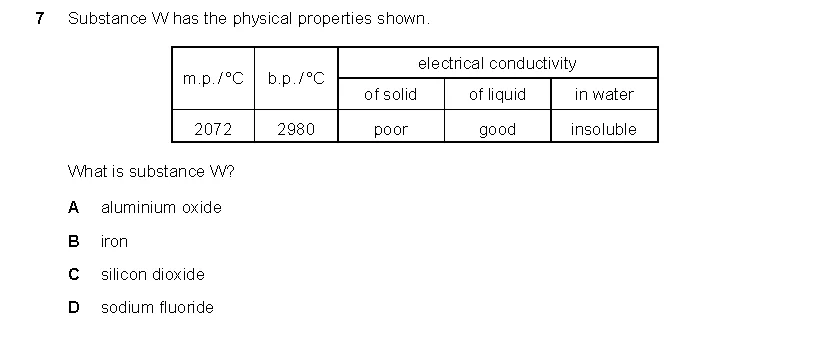 7 Substance W has the physical properties shown.
m.p./°C b.p./°C electrical conductivity
of solid of liquid in water
2072 2980 poor good insoluble
What is substance W?
A aluminium oxide
B iron
C silicon dioxide
D sodium fluoride